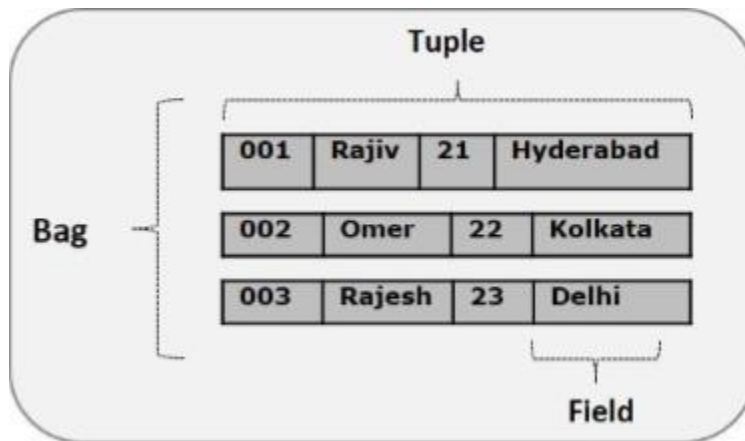 Tuple
001 Rajiv 21 Hyderabad
Bag
002 Omer 22 Kolkata
003 Rajesh 23 Delhi
Field